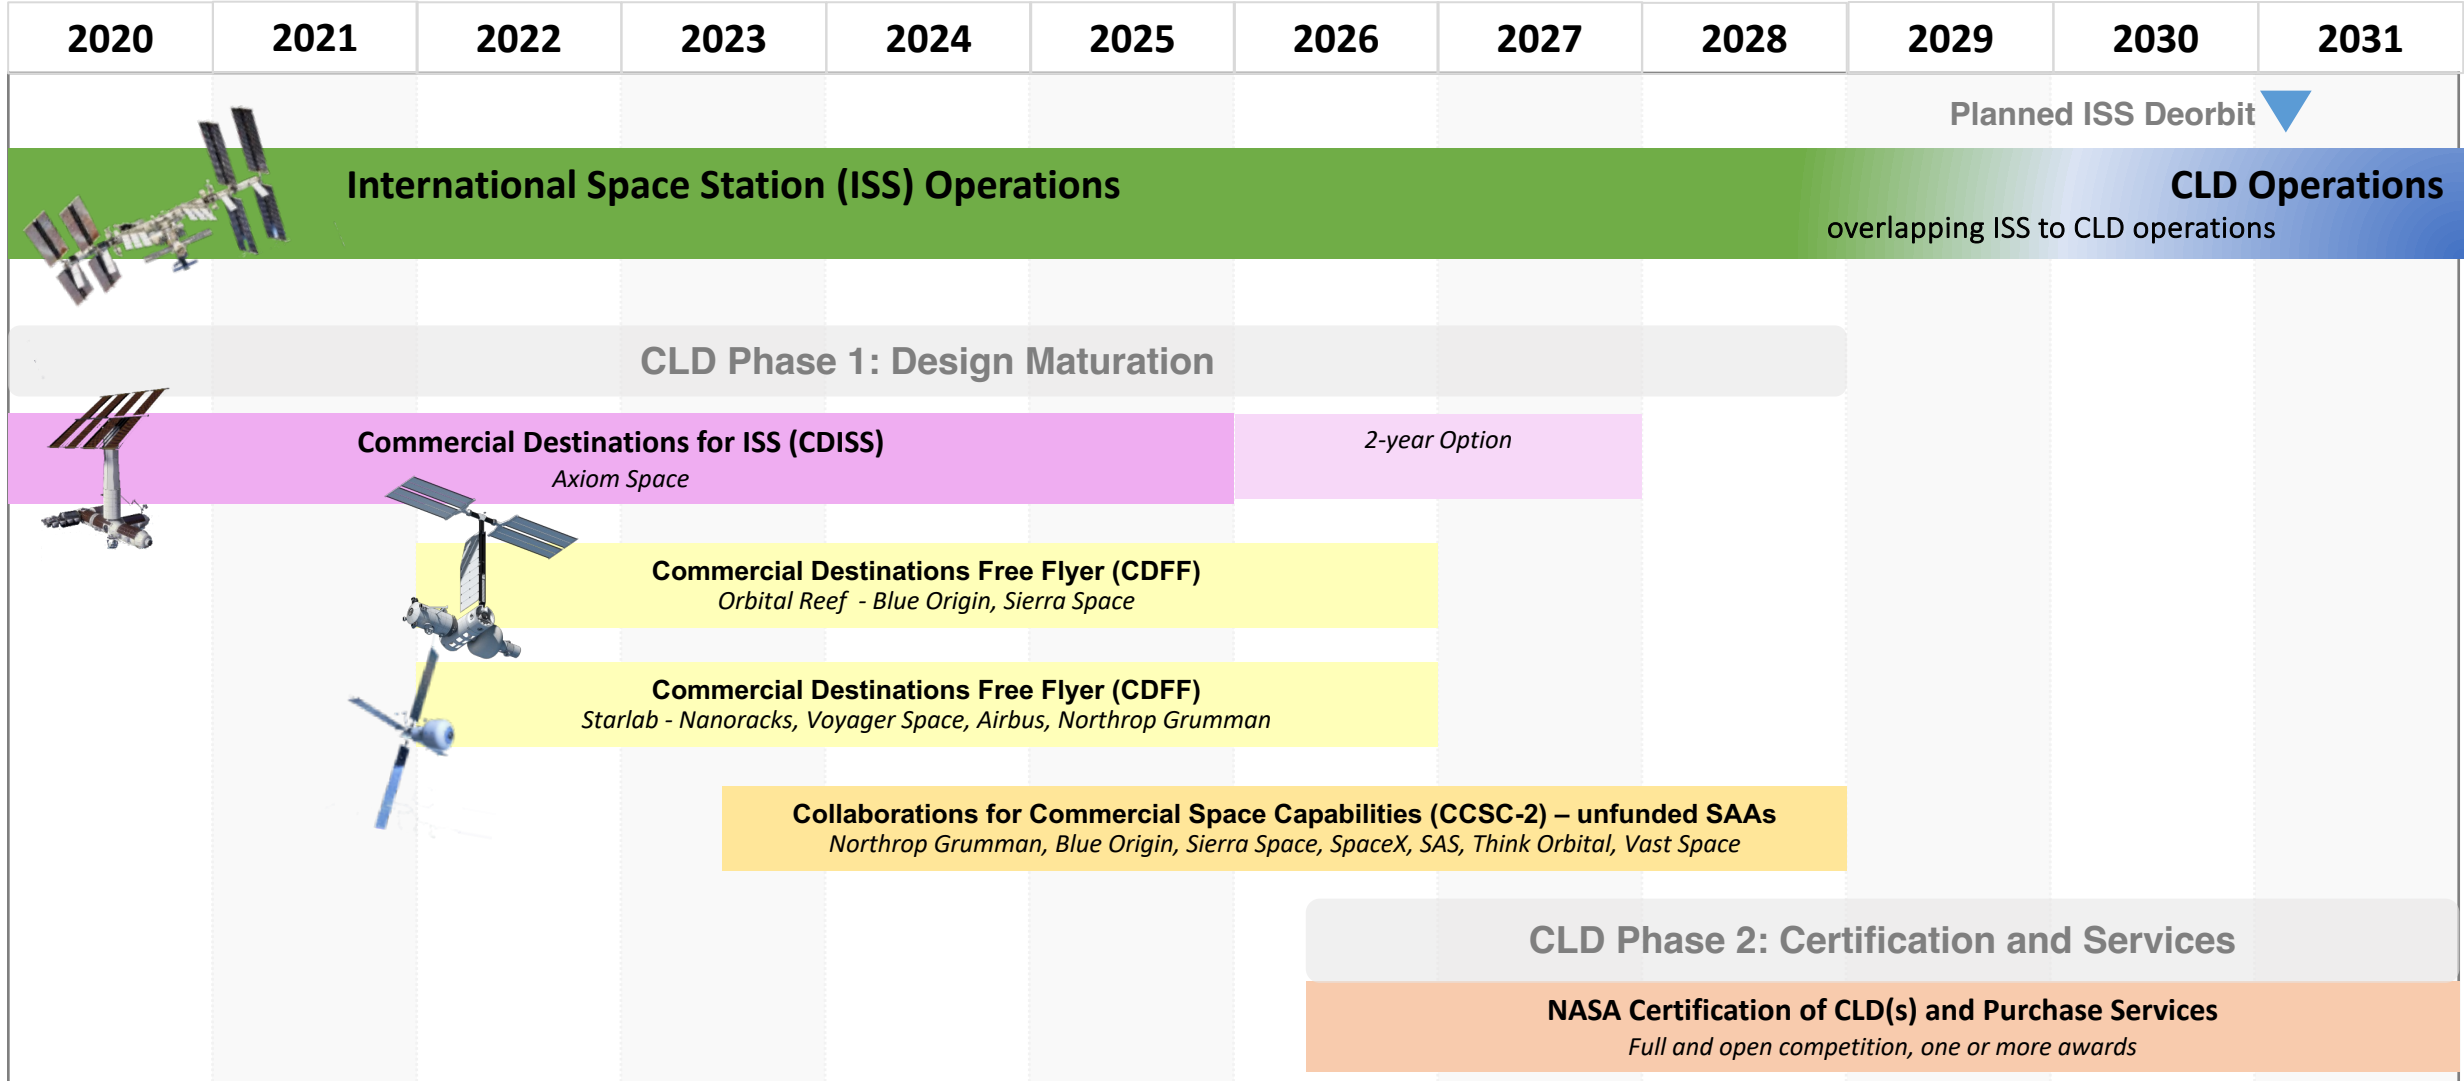 2020 2021 2022 2023 2024 2025 2026 2027 2028 2029 2030 2031
Planned ISS Deorbit
International Space Station (ISS) Operations
CLD Operations
overlapping ISS to CLD operations
CLD Phase 1: Design Maturation
Commercial Destinations for ISS (CDISS)
Axiom Space
2-year Option
Commercial Destinations Free Flyer (CDFF)
Orbital Reef - Blue Origin, Sierra Space
Commercial Destinations Free Flyer (CDFF)
Starlab - Nanoracks, Voyager Space, Airbus, Northrop Grumman
Collaborations for Commercial Space Capabilities (CCSC-2) – unfunded SAAs
Northrop Grumman, Blue Origin, Sierra Space, SpaceX, SAS, Think Orbital, Vast Space
CLD Phase 2: Certification and Services
NASA Certification of CLD(s) and Purchase Services
Full and open competition, one or more awards